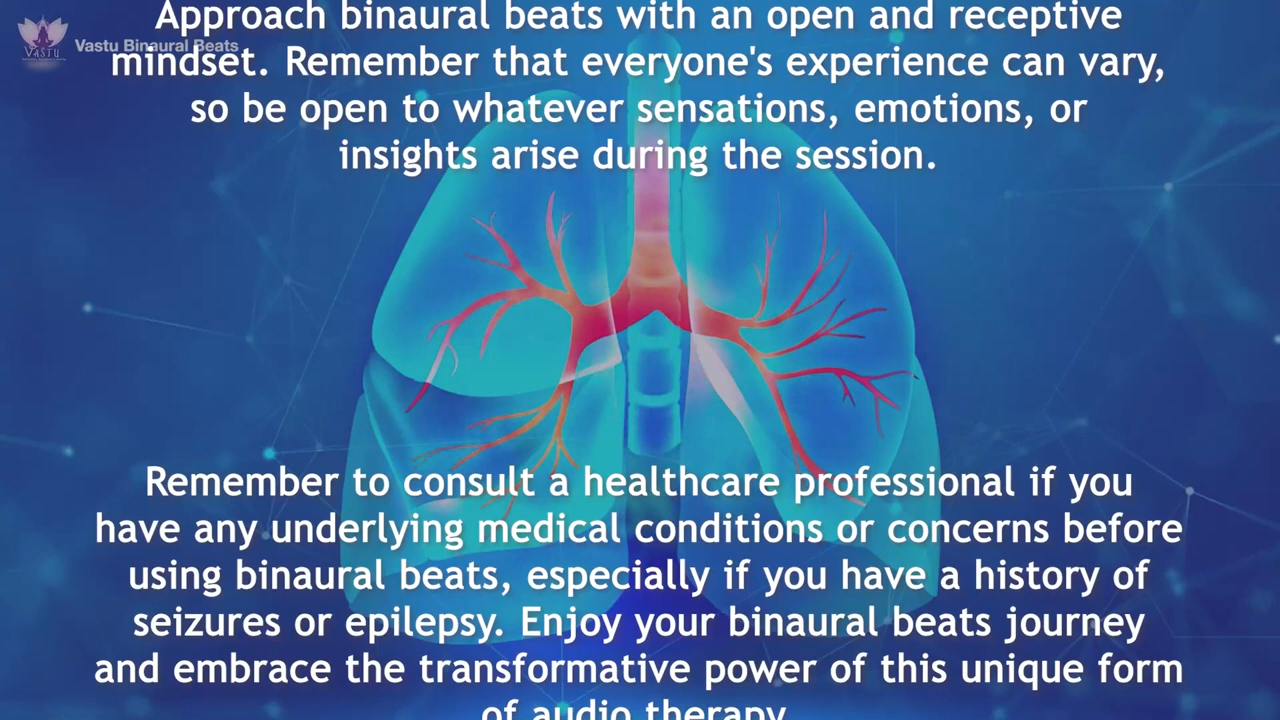 Approach binaural beats with an open and receptive
VASTU
Vastu Binaural Beats
mindset. Remember that everyone's experience can vary,
so be open to whatever sensations, emotions, or
insights arise during the session.
Remember to consult a healthcare professional if you
have any underlying medical conditions or concerns before
using binaural beats, especially if you have a history of
seizures or epilepsy. Enjoy your binaural beats journey
and embrace the transformative power of this unique form
of audio therapy.